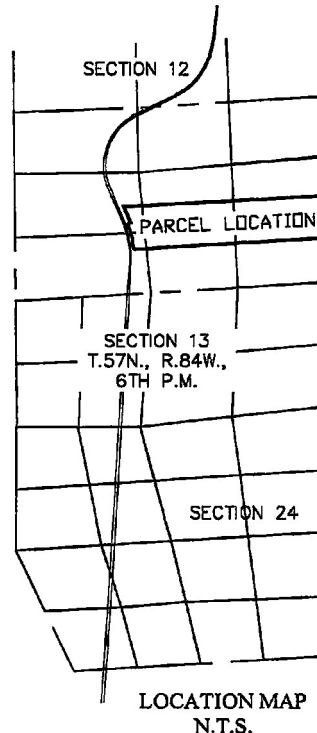 SECTION 12
PARCEL LOCATION
SECTION 13
T.57N., R.84W.,
6TH P.M.
SECTION 24
LOCATION MAP
N.T.S.